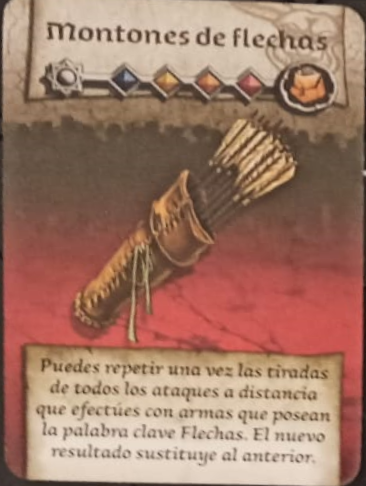 Montones de flechas
Puedes repetir una vez las tiradas
de todos los ataques a distancia
que efectúes con armas que posean
la palabra clave Flechas. El nuevo
resultado sustituye al anterior.